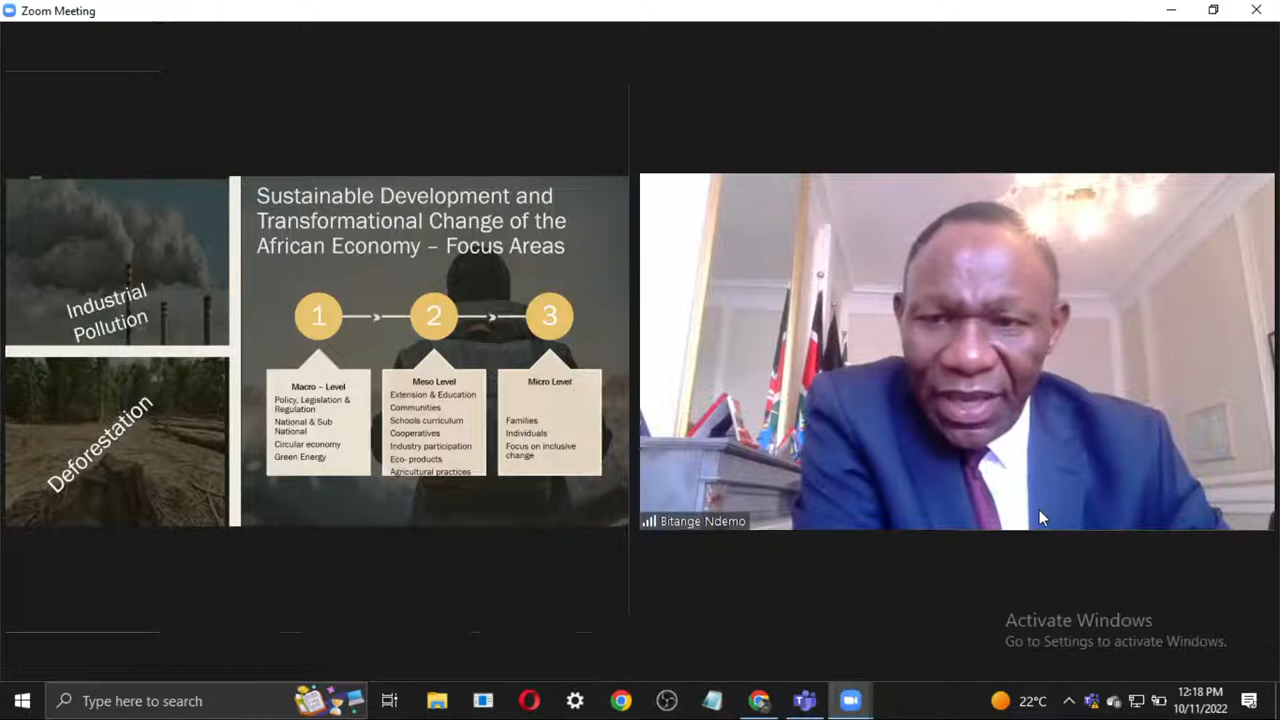 Zoom Meeting
Industrial
Pollution
Deforestation
Sustainable Development and
Transformational Change of the
African Economy – Focus Areas
1
2
3
Macro – Level
Policy, Legislation &
Regulation
National & Sub
National
Circular economy
Green Energy
Meso Level
Extension & Education
Communities
Schools curriculum
Cooperatives
Industry participation
Eco- products
Agricultural practices
Micro Level
Families
Individuals
Focus on inclusive
change
Bitange Ndemo
Activate Windows
Go to Settings to activate Windows.
Type here to search
22°C
12:18 PM
10/11/2022